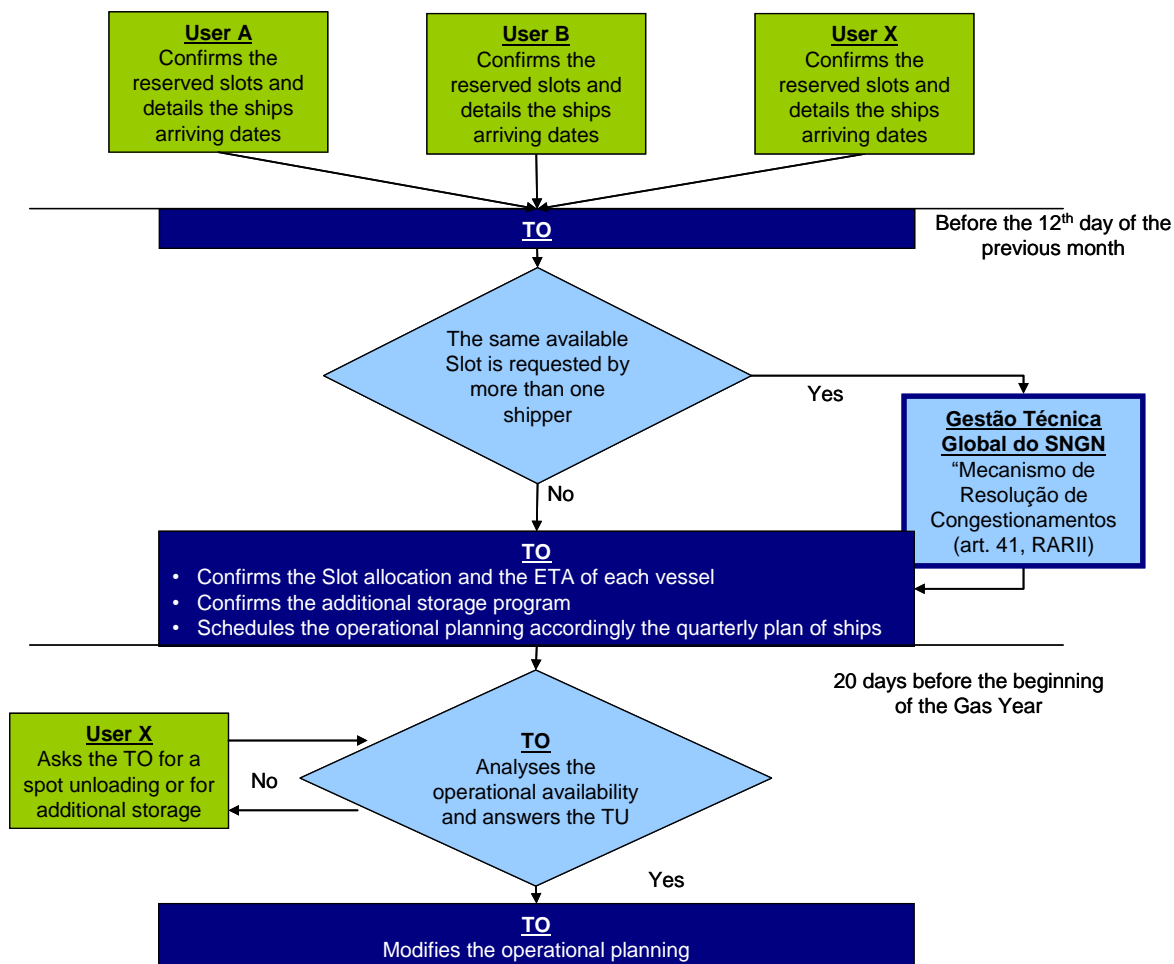 User A
Confirms the
reserved slots and
details the ships
arriving dates
User B
Confirms the
reserved slots and
details the ships
arriving dates
User X
Confirms the
reserved slots and
details the ships
arriving dates
TO
Before the 12th day of the
previous month
The same available
Slot is requested by
more than one
shipper
Yes
Gestão Técnica
Global do SNGN
“Mecanismo de
Resolução de
Congestionamentos
(art. 41, RARII)
No
TO
• Confirms the Slot allocation and the ETA of each vessel
• Confirms the additional storage program
• Schedules the operational planning accordingly the quarterly plan of ships
20 days before the beginning
of the Gas Year
User X
Asks the TO for a
spot unloading or for
additional storage
No
TO
Analyses the
operational availability
and answers the TU
Yes
TO
Modifies the operational planning